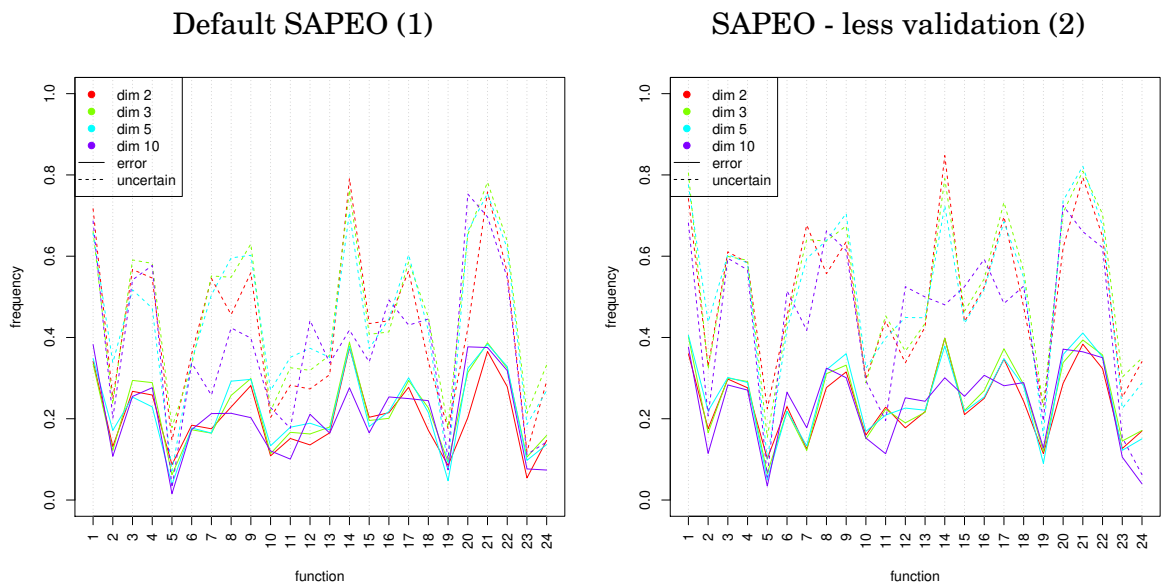 Default SAPEO (1)
frequency
1.0
0.8
0.6
0.4
0.2
0.0
dim 2
dim 3
dim 5
dim 10
error
uncertain
1 2 3 4 5 6 7 8 9 10 11 12 13 14 15 16 17 18 19 20 21 22 23 24
function
SAPEO - less validation (2)
frequency
1.0
0.8
0.6
0.4
0.2
0.0
dim 2
dim 3
dim 5
dim 10
error
uncertain
1 2 3 4 5 6 7 8 9 10 11 12 13 14 15 16 17 18 19 20 21 22 23 24
function